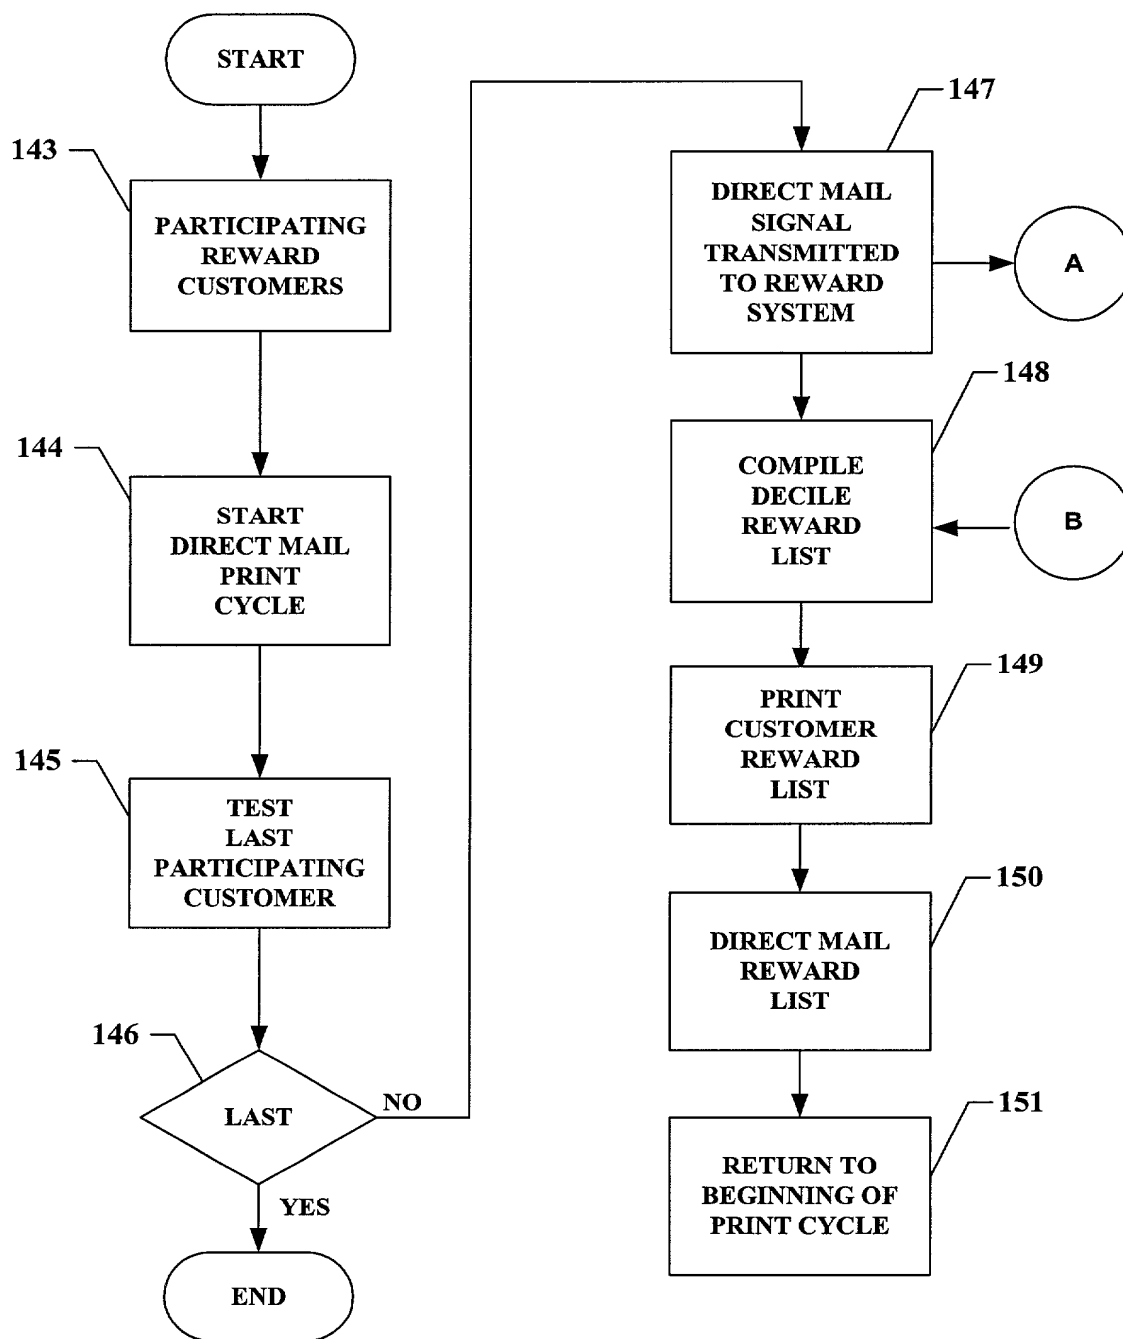 START
143
PARTICIPATING
REWARD
CUSTOMERS
144
START
DIRECT MAIL
PRINT
CYCLE
145
TEST
LAST
PARTICIPATING
CUSTOMER
146
LAST
NO
YES
END
147
DIRECT MAIL
SIGNAL
TRANSMITTED
TO REWARD
SYSTEM
A
148
COMPILE
DECILE
REWARD
LIST
B
149
PRINT
CUSTOMER
REWARD
LIST
150
DIRECT MAIL
REWARD
LIST
151
RETURN TO
BEGINNING OF
PRINT CYCLE